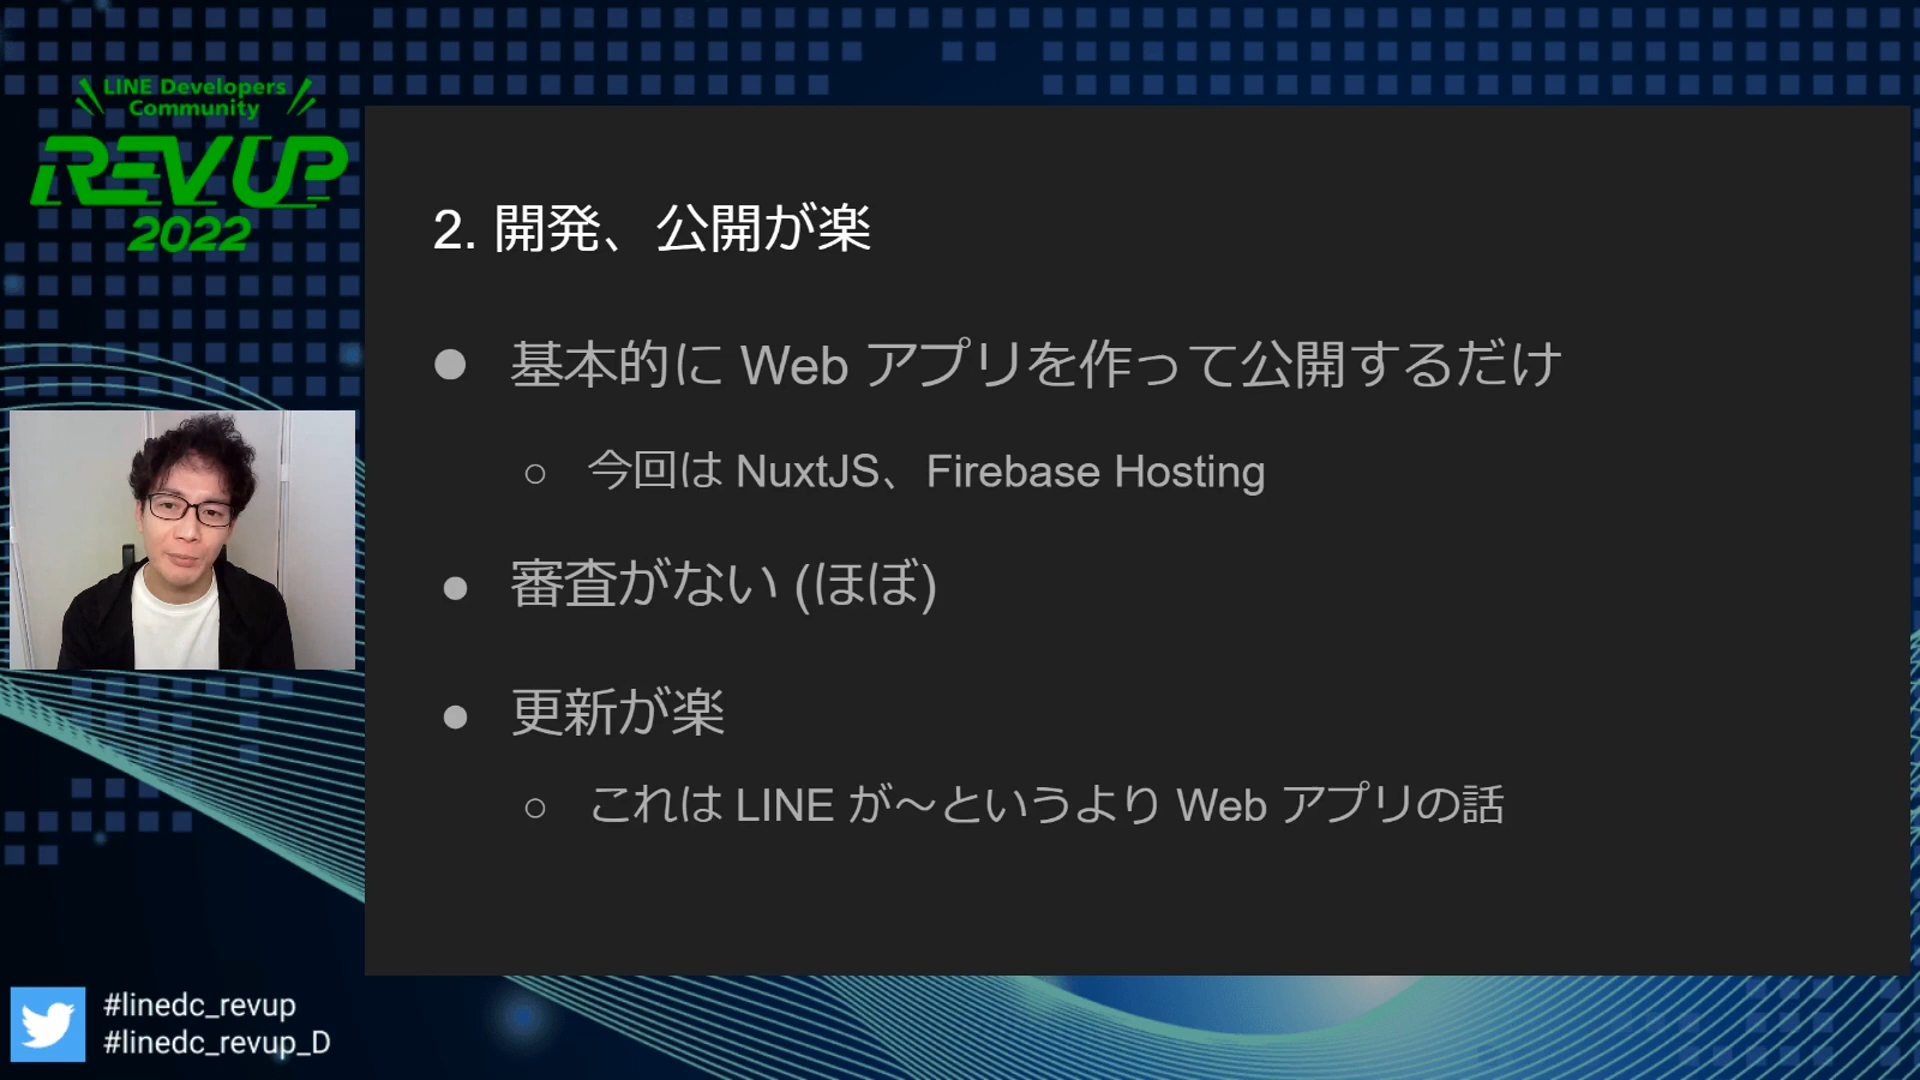 LINE Developers
Community
REV UP
2022
2. 開発、公開が楽
● 基本的に Web アプリを作って公開するだけ
○ 今回は NuxtJS、Firebase Hosting
● 審査がない (ほぼ)
● 更新が楽
○ これは LINE が〜というより Web アプリの話
#linedc_revup
#linedc_revup_D